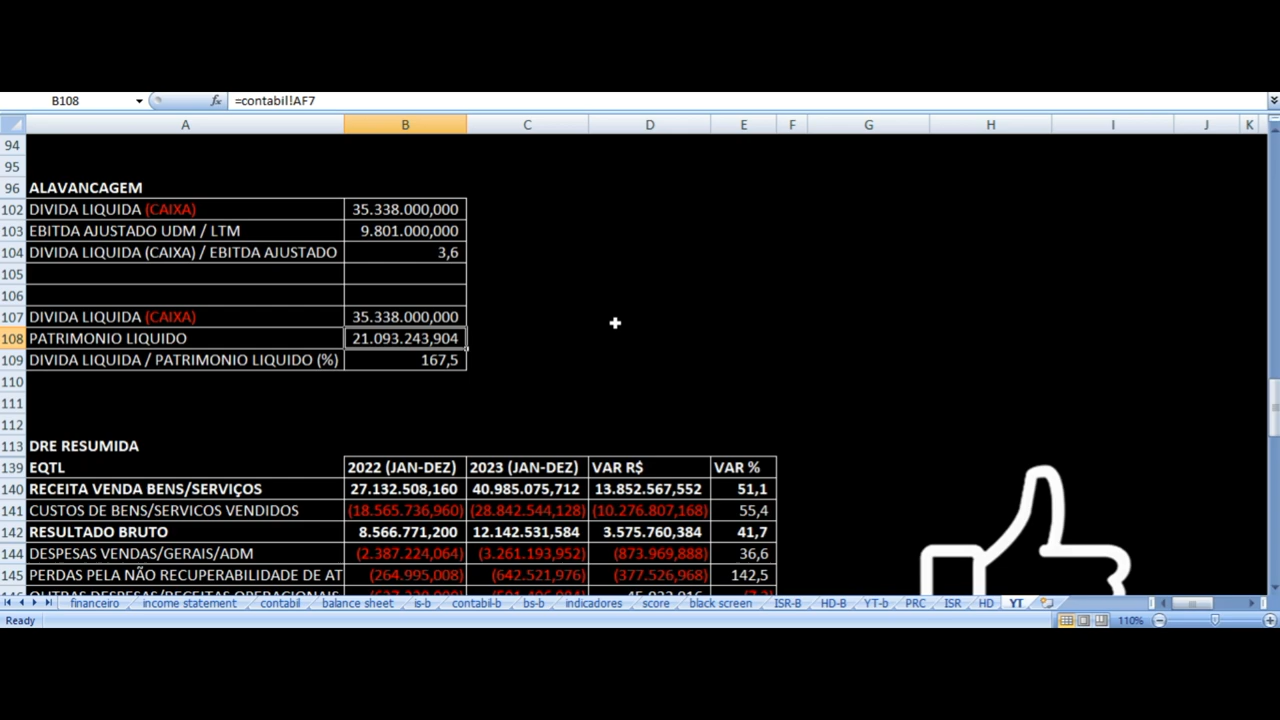 B108 fx =contabil!AF7
A B C D E F G H I J K
94
95
96 ALAVANCAGEM
102 DIVIDA LIQUIDA (CAIXA) 35.338.000,000
103 EBITDA AJUSTADO UDM / LTM 9.801.000,000
104 DIVIDA LIQUIDA (CAIXA) / EBITDA AJUSTADO 3,6
105
106
107 DIVIDA LIQUIDA (CAIXA) 35.338.000,000
108 PATRIMONIO LIQUIDO 21.093.243,904
109 DIVIDA LIQUIDA / PATRIMONIO LIQUIDO (%) 167,5
110
111
112
113 DRE RESUMIDA
139 EQTL 2022 (JAN-DEZ) 2023 (JAN-DEZ) VAR R$ VAR %
140 RECEITA VENDA BENS/SERVIÇOS 27.132.508,160 40.985.075,712 13.852.567,552 51,1
141 CUSTOS DE BENS/SERVICOS VENDIDOS (18.565.736,960) (28.842.544,128) (10.276.807,168) 55,4
142 RESULTADO BRUTO 8.566.771,200 12.142.531,584 3.575.760,384 41,7
144 DESPESAS VENDAS/GERAIS/ADM (2.387.224,064) (3.261.193,952) (873.969,888) 36,6
145 PERDAS PELA NÃO RECUPERABILIDADE DE AT (264.995,008) (642.521,976) (377.526,968) 142,5
financeiro income statement contabil balance sheet is-b contabil-b bs-b indicadores score black screen ISR-B HD-B YT-b PRC ISR HD YT
Ready 110%